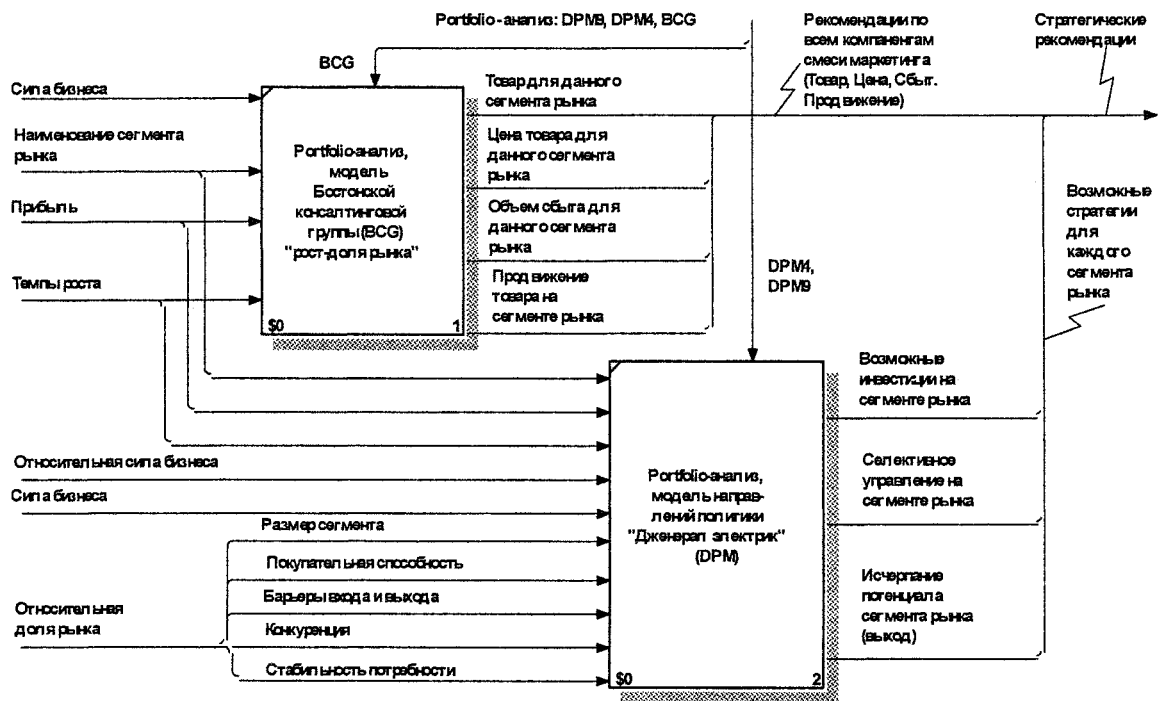 Portfolio-анализ: DPM9, DPM4, BCG
BCG
Рекомендации по
всем компанентам
смеси маркетинга
(Товар, Цена, Сбыт.
Продвижение)
Стратегические
рекомендации
Сила бизнеса
Наименование сегмента
рынка
Прибыль
Темпы роста
Portfolio-анализ,
модель
Бостонской
консалтинговой
группы (BCG)
"рост-доля рынка"
$0
1
Товар для данного
сегмента рынка
Цена товара для
данного сегмента
рынка
Объем сбыта для
данного сегмента
рынка
Продвижение
товара на
сегменте рынка
DPM4,
DPM9
Возможные
стратегии
для
каждого
сегмента
рынка
Относительная сила бизнеса
Сила бизнеса
Размер сегмента
Покупательная способность
Барьеры входа и выхода
Относительная
доля рынка
Конкуренция
Стабильность потребности
Portfolio-анализ,
модель направ-
лений политики
"Дженерал электрик"
(DPM)
$0
2
Возможные
инвестиции на
сегменте рынка
Селективное
управление на
сегменте рынка
Исчерпание
потенциала
сегмента рынка
(выход)